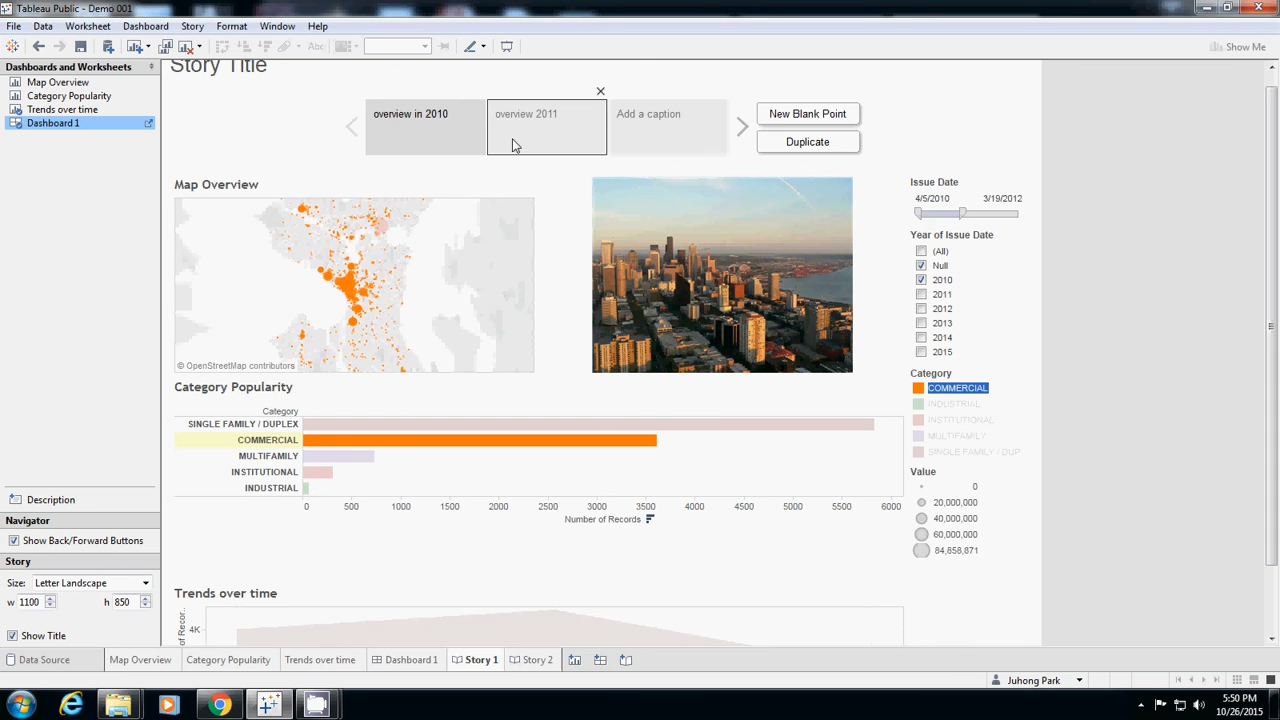 Tableau Public - Demo 001
File Data Worksheet Dashboard Story Format Window Help
Abc Show Me
Dashboards and Worksheets
Map Overview
Category Popularity
Trends over time
Dashboard 1
Description
Navigator
Show Back/Forward Buttons
Story
Size: Letter Landscape
w 1100 h 850
Show Title
Story Title
overview in 2010
overview 2011
Add a caption
New Blank Point
Duplicate
Map Overview
© OpenStreetMap contributors
Issue Date
4/5/2010 3/19/2012
Year of Issue Date
(All)
Null
2010
2011
2012
2013
2014
2015
Category
COMMERCIAL
INDUSTRIAL
INSTITUTIONAL
MULTIFAMILY
SINGLE FAMILY / DUP
Value
0
20,000,000
40,000,000
60,000,000
84,858,871
Category Popularity
Category
SINGLE FAMILY / DUPLEX
COMMERCIAL
MULTIFAMILY
INSTITUTIONAL
INDUSTRIAL
0 500 1000 1500 2000 2500 3000 3500 4000 4500 5000 5500 6000
Number of Records
Trends over time
of Recor..
4K
Data Source Map Overview Category Popularity Trends over time Dashboard 1 Story 1 Story 2
Juhong Park
5:50 PM
10/26/2015